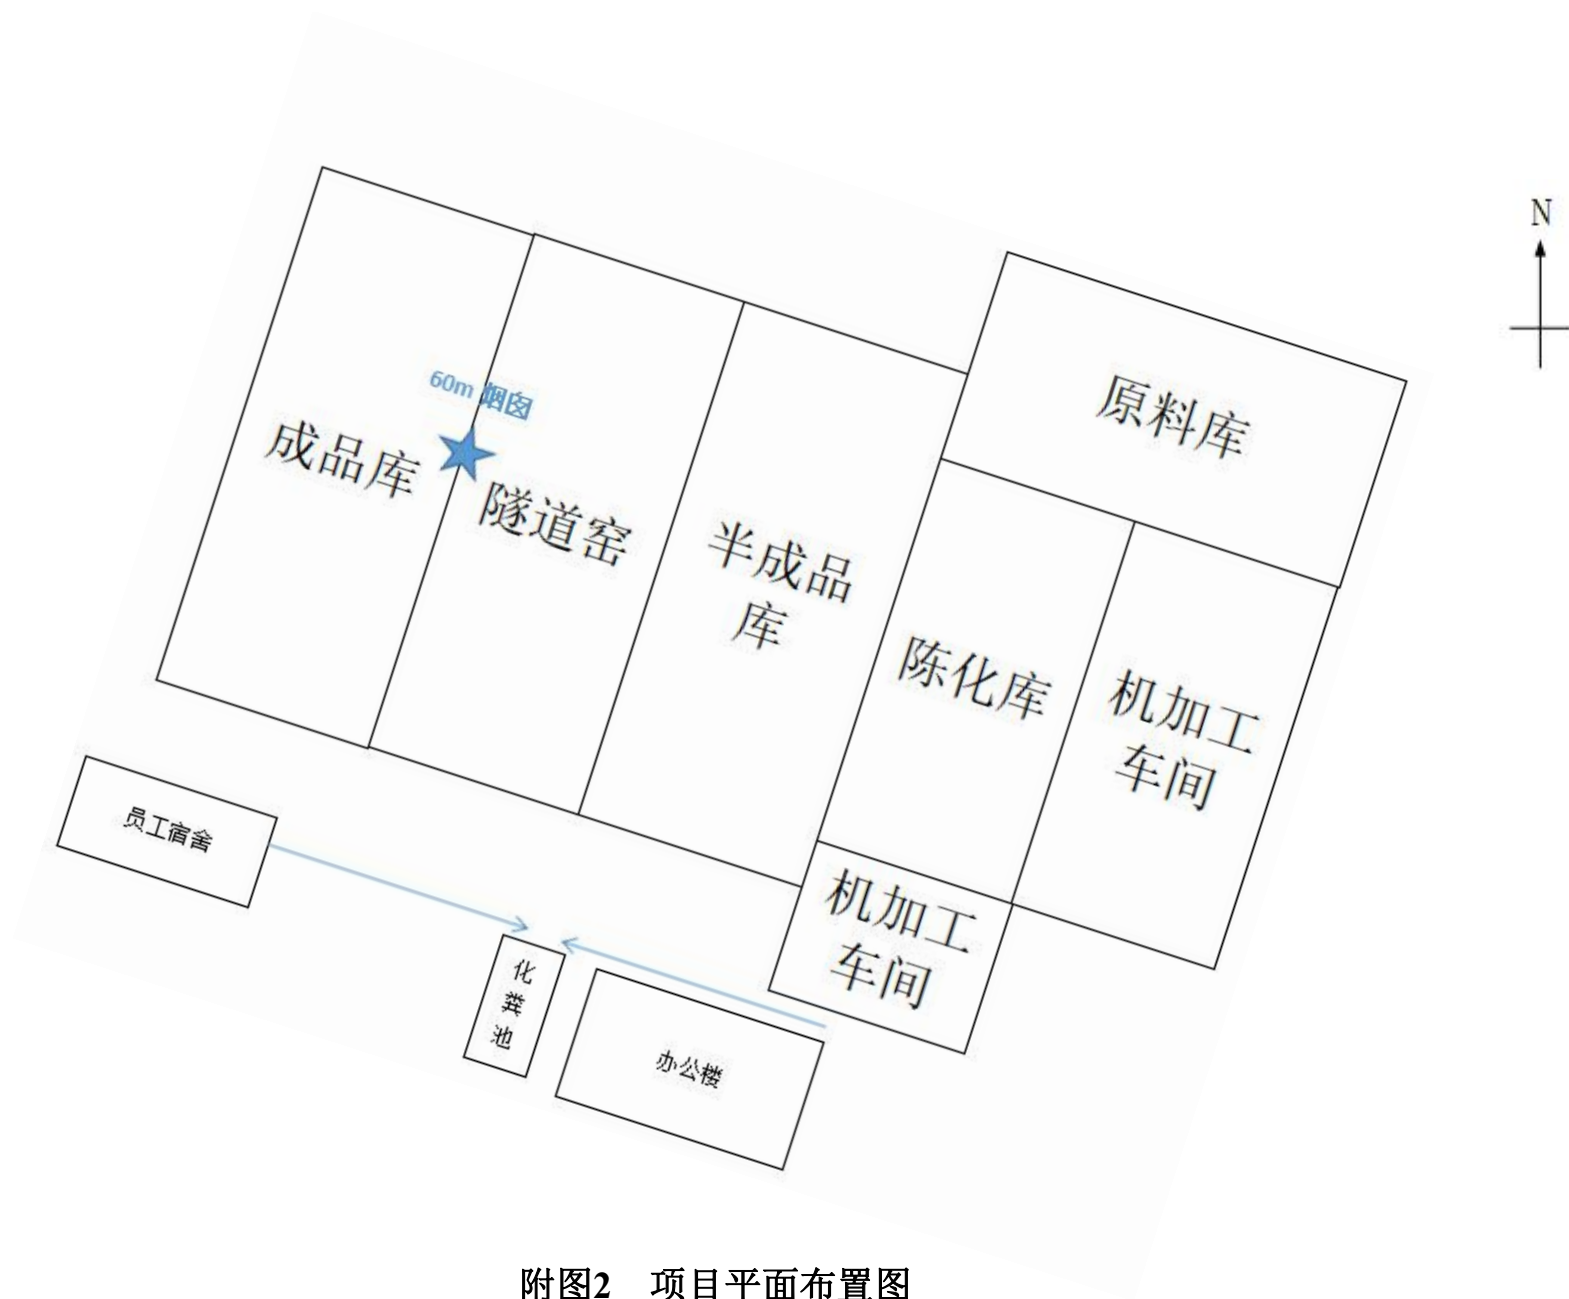 N
原料库
60m 烟囱
成品库
隧道窑
半成品
库
陈化库
机加工
车间
员工宿舍
机加工
车间
化
粪
池
办公楼
附图2 项目平面布置图